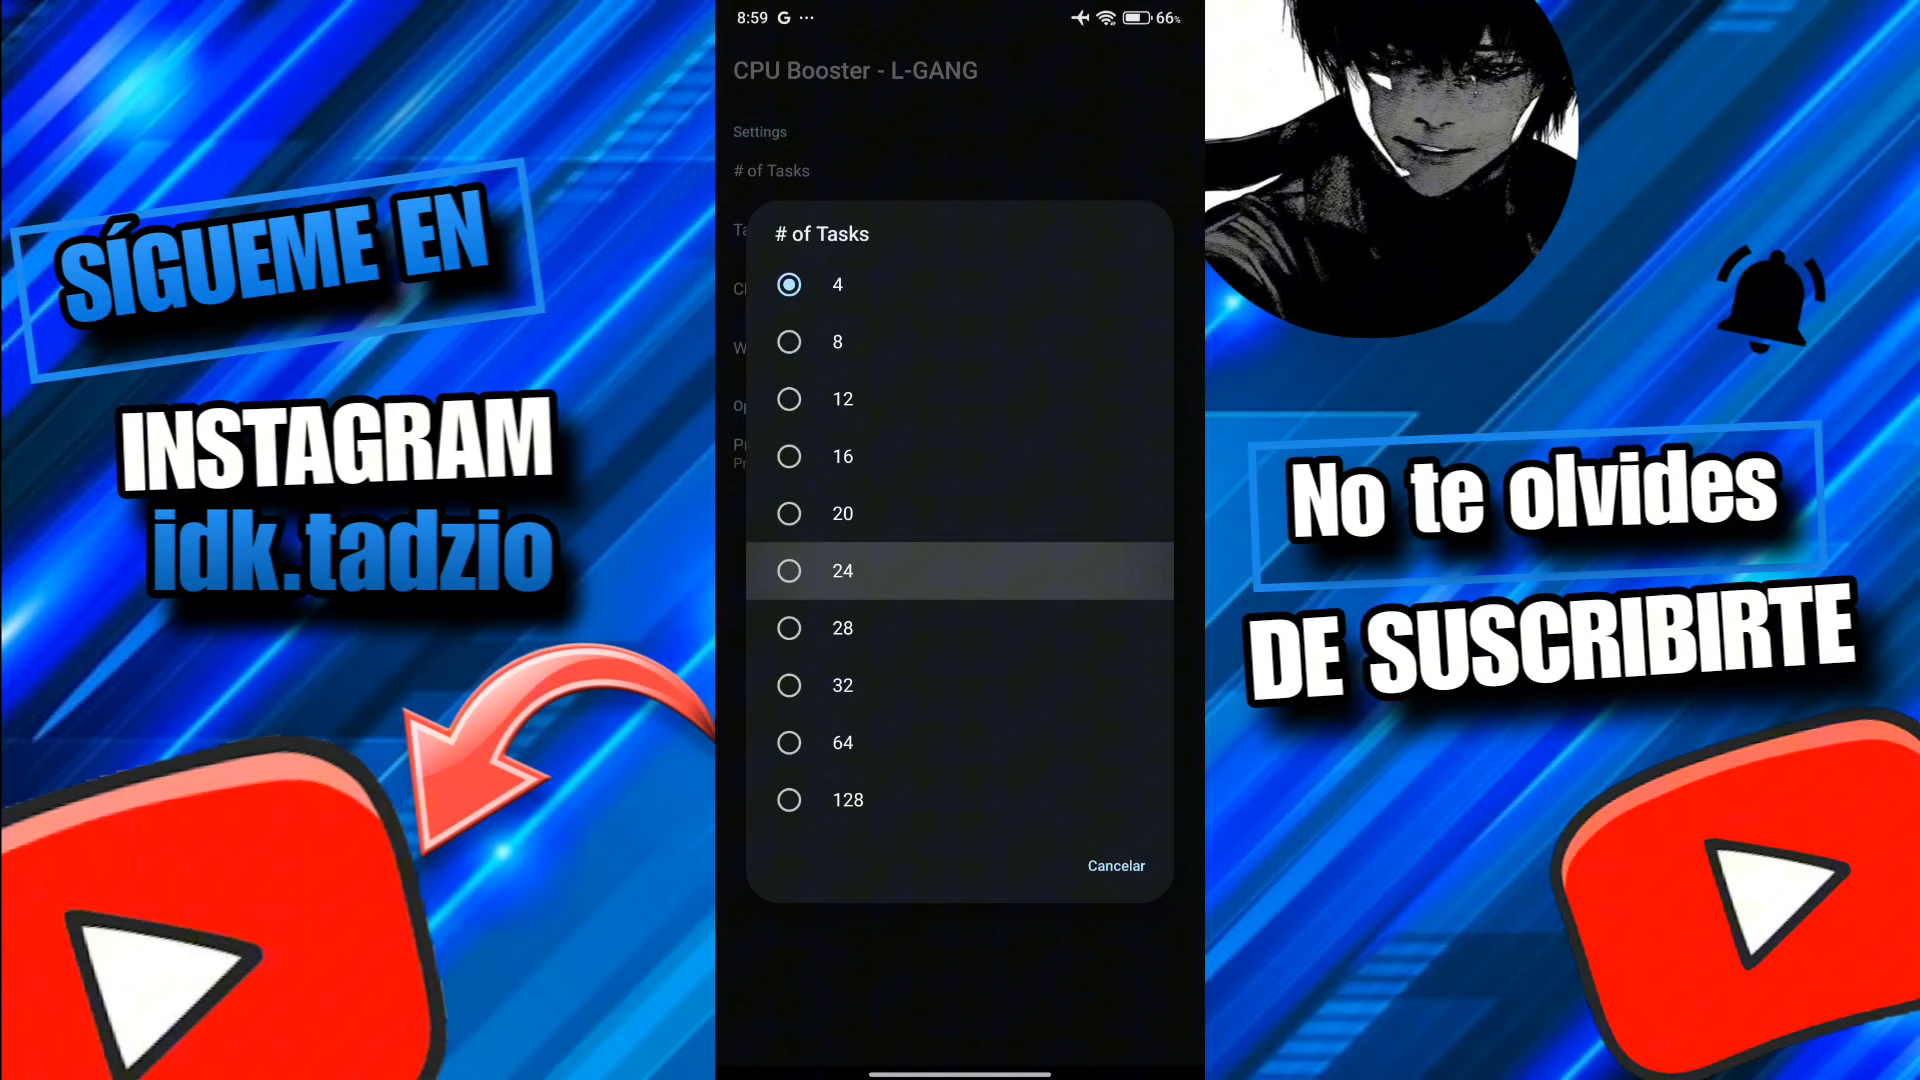 SÍGUEME EN
INSTAGRAM
idk.tadzio
8:59 G ...
66%
CPU Booster - L-GANG
Settings
# of Tasks
# of Tasks
4
8
12
16
20
24
28
32
64
128
Cancelar
No te olvides
DE SUSCRIBIRTE